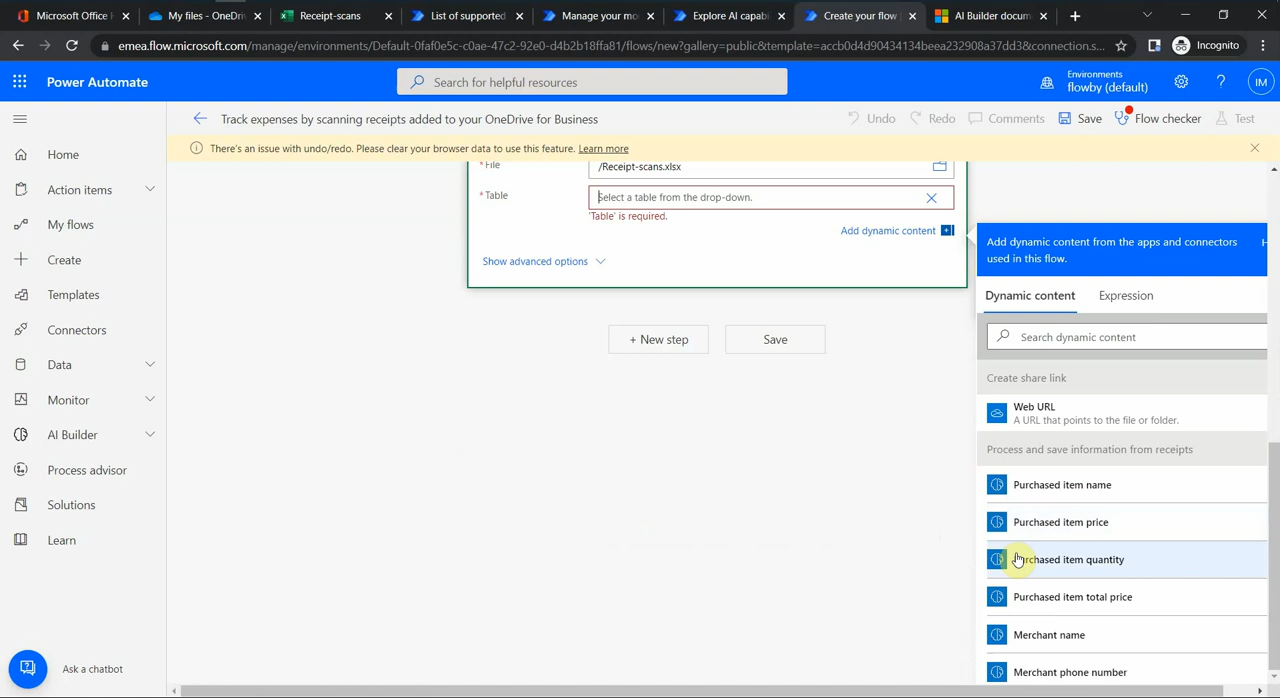 Microsoft Office H
My files - OneDriv
Receipt-scans
List of supported
Manage your mo
Explore AI capabi
Create your flow
AI Builder docum
emea.flow.microsoft.com/manage/environments/Default-0faf0e5c-c0ae-47c2-92e0-d4b2b18ffa81/flows/new?gallery=public&template=accb0d4d90434134beea232908a37dd3&connection.s...
Incognito
Power Automate
Search for helpful resources
Environments
flowby (default)
IM
Track expenses by scanning receipts added to your OneDrive for Business
Undo
Redo
Comments
Save
Flow checker
Test
There's an issue with undo/redo. Please clear your browser data to use this feature. Learn more
Home
Action items
My flows
Create
Templates
Connectors
Data
Monitor
AI Builder
Process advisor
Solutions
Learn
Ask a chatbot
* File
/Receipt-scans.xlsx
* Table
Select a table from the drop-down.
'Table' is required.
Add dynamic content
Show advanced options
+ New step
Save
Add dynamic content from the apps and connectors
used in this flow.
H
Dynamic content
Expression
Search dynamic content
Create share link
Web URL
A URL that points to the file or folder.
Process and save information from receipts
Purchased item name
Purchased item price
Purchased item quantity
Purchased item total price
Merchant name
Merchant phone number